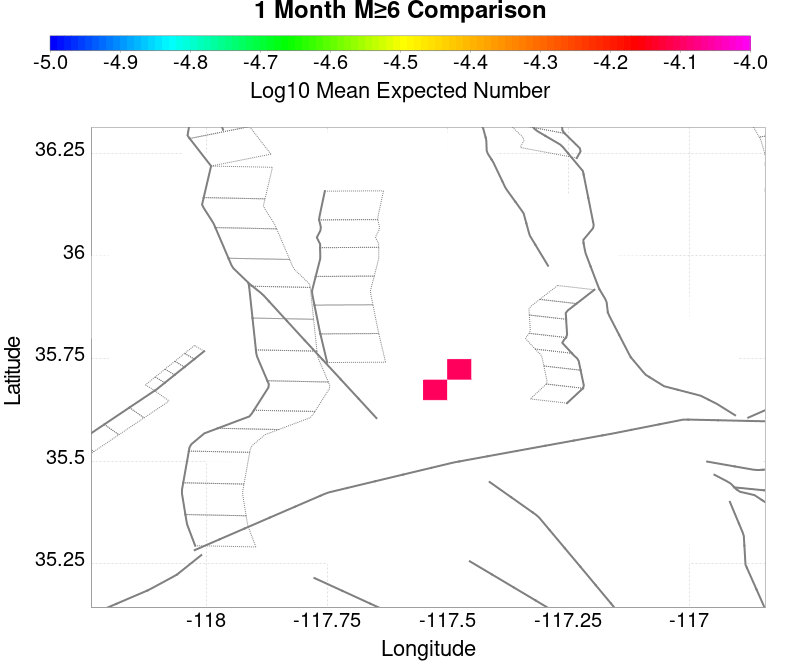 1 Month M≥6 Comparison
-5.0 -4.9 -4.8 -4.7 -4.6 -4.5 -4.4 -4.3 -4.2 -4.1 -4.0
Log10 Mean Expected Number
36.25
36
35.75
35.5
35.25
Latitude
-118 -117.75 -117.5 -117.25 -117
Longitude